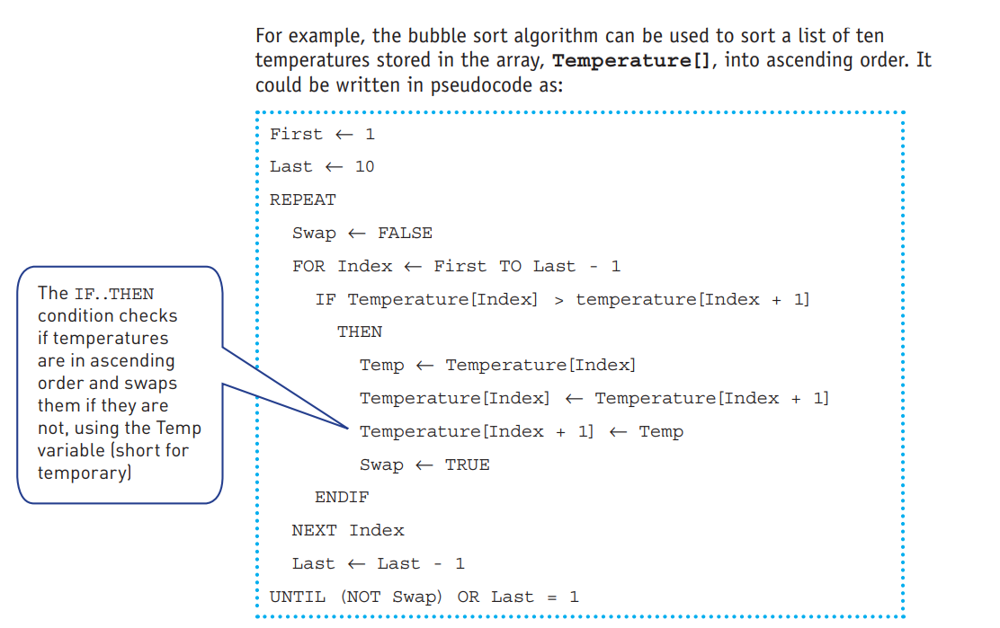 For example, the bubble sort algorithm can be used to sort a list of ten
temperatures stored in the array, Temperature[], into ascending order. It
could be written in pseudocode as:
First ← 1
Last ← 10
REPEAT
Swap ← FALSE
FOR Index ← First TO Last - 1
IF Temperature[Index] > temperature[Index + 1]
THEN
Temp ← Temperature[Index]
Temperature[Index] ← Temperature[Index + 1]
Temperature[Index + 1] ← Temp
Swap ← TRUE
ENDIF
NEXT Index
Last ← Last - 1
UNTIL (NOT Swap) OR Last = 1
The IF..THEN
condition checks
if temperatures
are in ascending
order and swaps
them if they are
not, using the Temp
variable (short for
temporary)